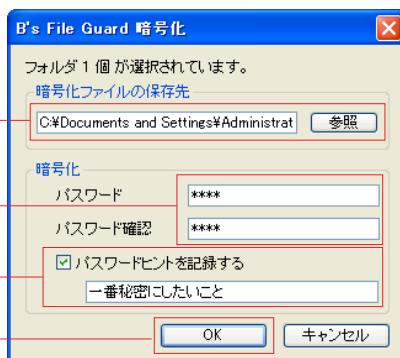 B's File Guard 暗号化
フォルダ 1 個 が選択されています。
暗号化ファイルの保存先
C:¥Documents and Settings¥Administrat 参照
暗号化
パスワード ****
パスワード確認 ****
パスワードヒントを記録する
一番秘密にしたいこと
OK キャンセル